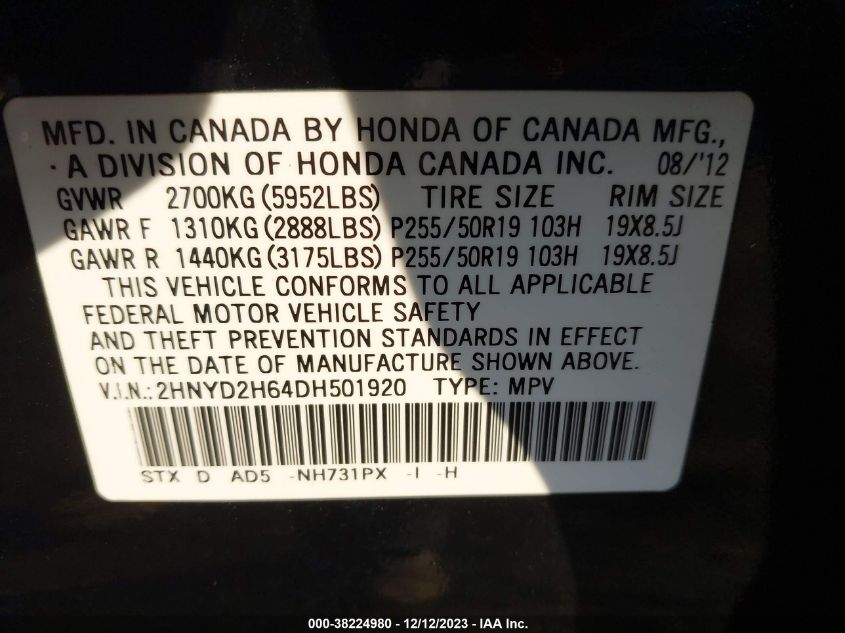 MFD. IN CANADA BY HONDA OF CANADA MFG.,
· A DIVISION OF HONDA CANADA INC. 08/'12
GVWR 2700KG (5952LBS) TIRE SIZE RIM SIZE
GAWR F 1310KG (2888LBS) P255/50R19 103H 19X8.5J
GAWR R 1440KG (3175LBS) P255/50R19 103H 19X8.5J
THIS VEHICLE CONFORMS TO ALL APPLICABLE
FEDERAL MOTOR VEHICLE SAFETY
AND THEFT PREVENTION STANDARDS IN EFFECT
ON THE DATE OF MANUFACTURE SHOWN ABOVE.
V.I.N.: 2HNYD2H64DH501920 TYPE: MPV
STX D AD5 -NH731PX -I -H
000-38224980 - 12/12/2023 - IAA Inc.